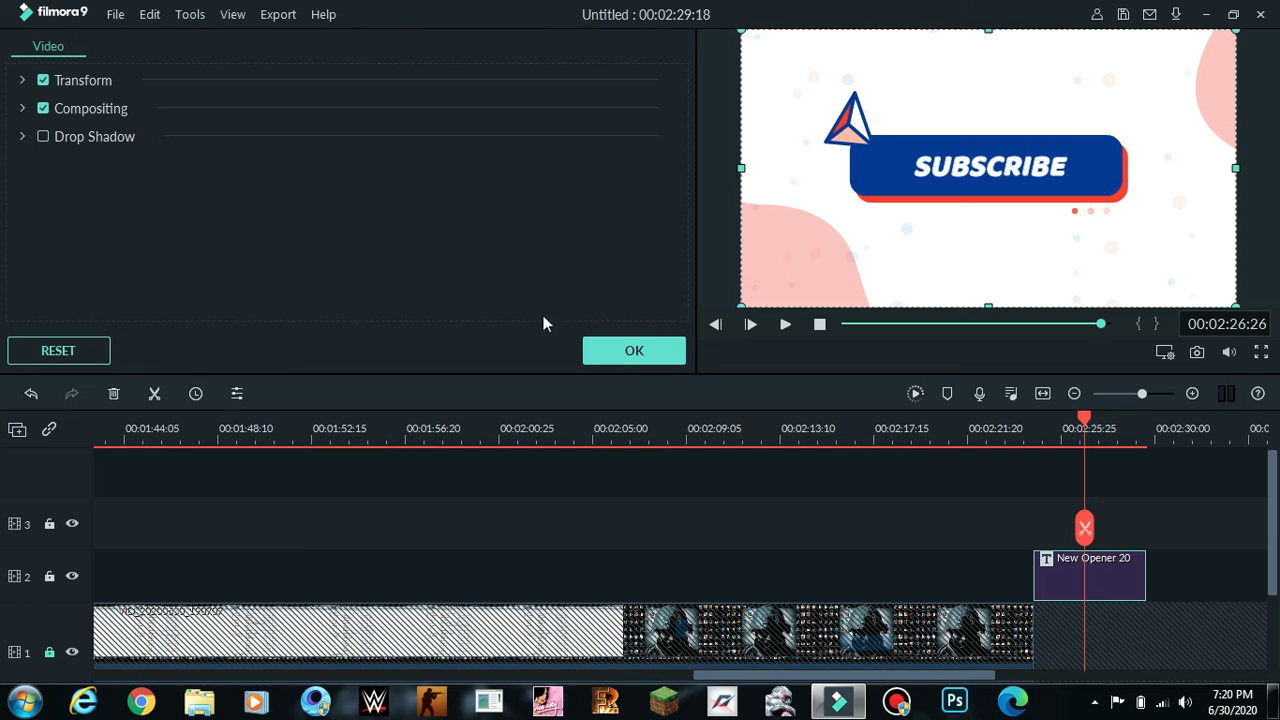 filmora9 File Edit Tools View Export Help Untitled : 00:02:29:18
Video
Transform
Compositing
Drop Shadow
SUBSCRIBE
RESET OK
{ } 00:02:26:26
00:01:44:05 00:01:48:10 00:01:52:15 00:01:56:20 00:02:00:25 00:02:05:00 00:02:09:05 00:02:13:10 00:02:17:15 00:02:21:20 00:02:25:25 00:02:30:00 00:0
3
T New Opener 20
2
1
W Ps
7:20 PM
6/30/2020